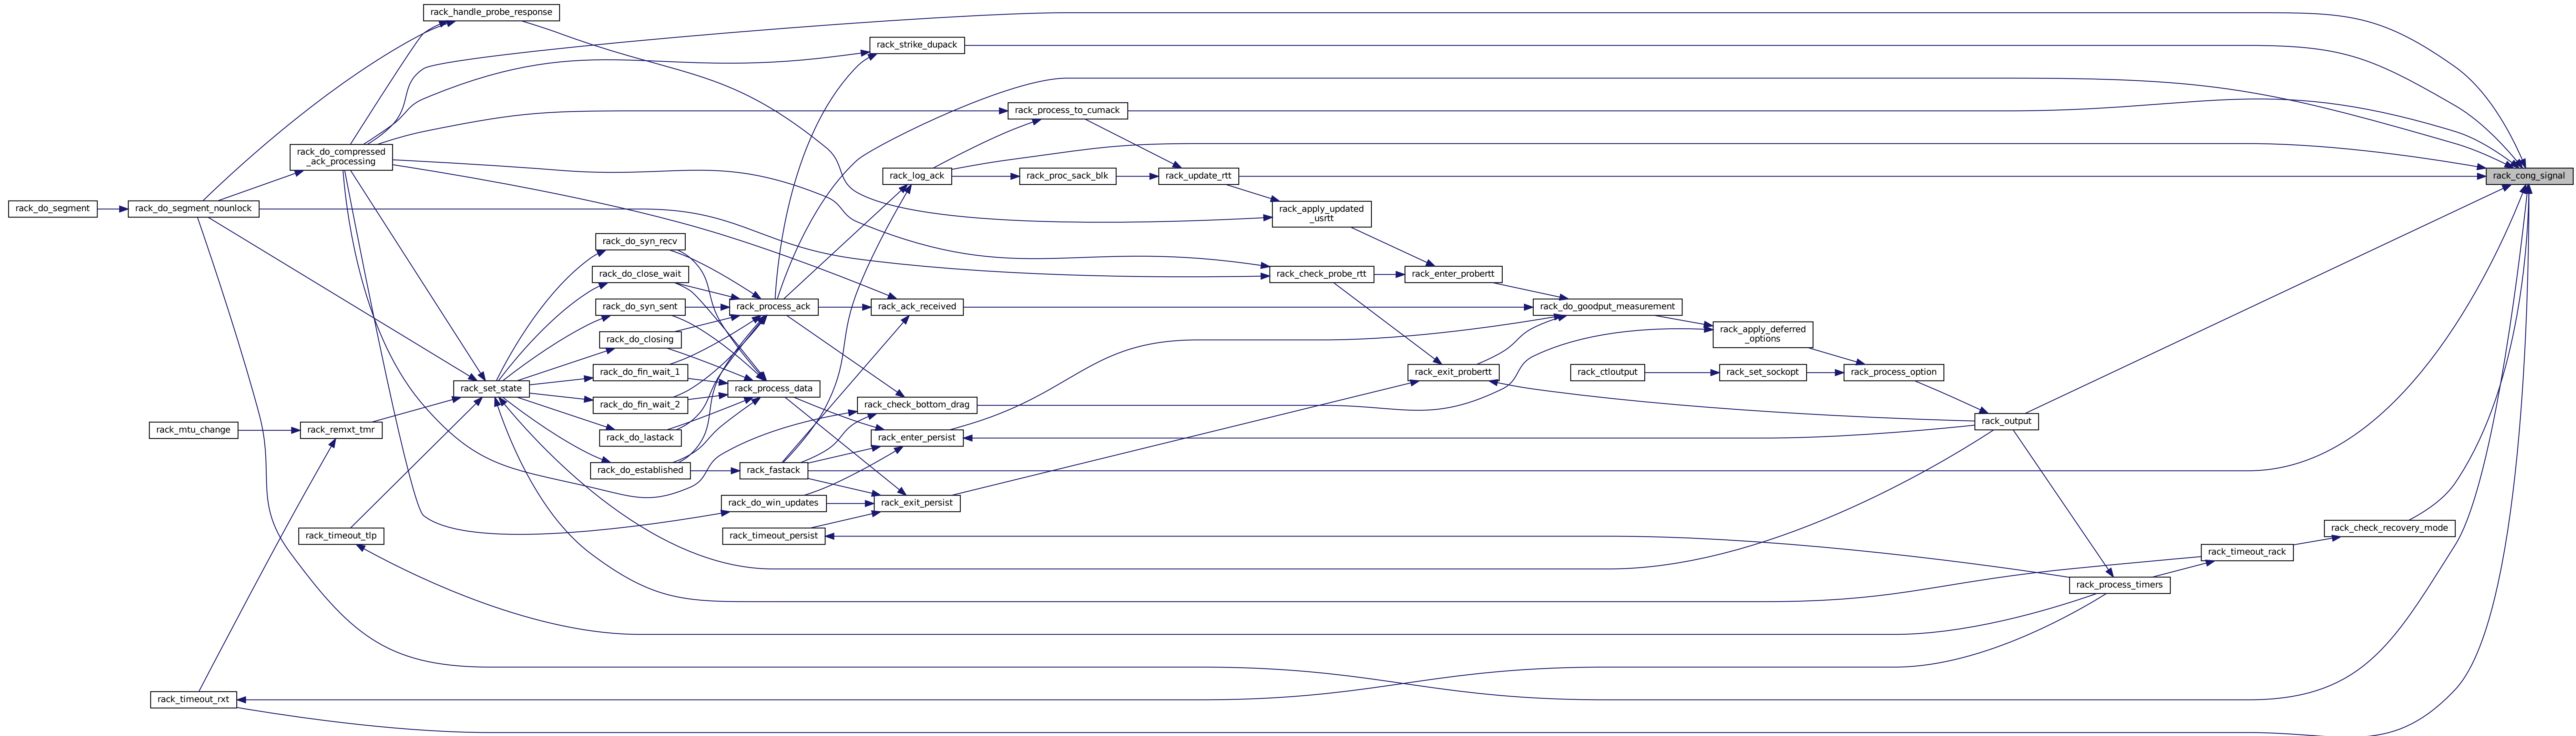 rack_handle_probe_response
rack_strike_dupack
rack_process_to_cumack
rack_do_compressed
_ack_processing
rack_log_ack
rack_proc_sack_blk
rack_update_rtt
rack_cong_signal
rack_do_segment
rack_do_segment_nounlock
rack_apply_updated
_usrtt
rack_do_syn_recv
rack_do_close_wait
rack_check_probe_rtt
rack_enter_probertt
rack_do_syn_sent
rack_process_ack
rack_ack_received
rack_do_goodput_measurement
rack_do_closing
rack_apply_deferred
_options
rack_do_fin_wait_1
rack_exit_probertt
rack_ctloutput
rack_set_sockopt
rack_process_option
rack_set_state
rack_process_data
rack_do_fin_wait_2
rack_check_bottom_drag
rack_output
rack_mtu_change
rack_remxt_tmr
rack_do_lastack
rack_enter_persist
rack_do_established
rack_fastack
rack_do_win_updates
rack_exit_persist
rack_check_recovery_mode
rack_timeout_tlp
rack_timeout_persist
rack_timeout_rack
rack_process_timers
rack_timeout_rxt